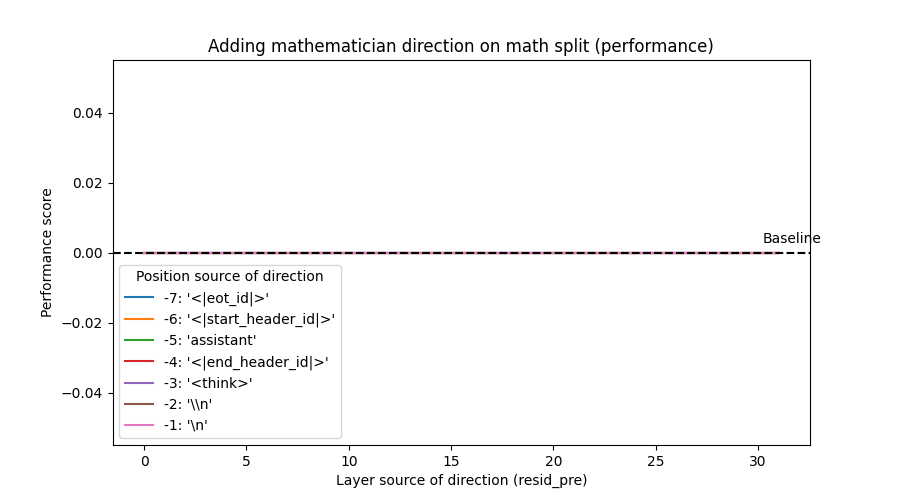 Adding mathematician direction on math split (performance)
Performance score
0.04
0.02
0.00
−0.02
−0.04
Baseline
Position source of direction
-7: '<|eot_id|>'
-6: '<|start_header_id|>'
-5: 'assistant'
-4: '<|end_header_id|>'
-3: '<think>'
-2: '\\n'
-1: '\n'
0 5 10 15 20 25 30
Layer source of direction (resid_pre)